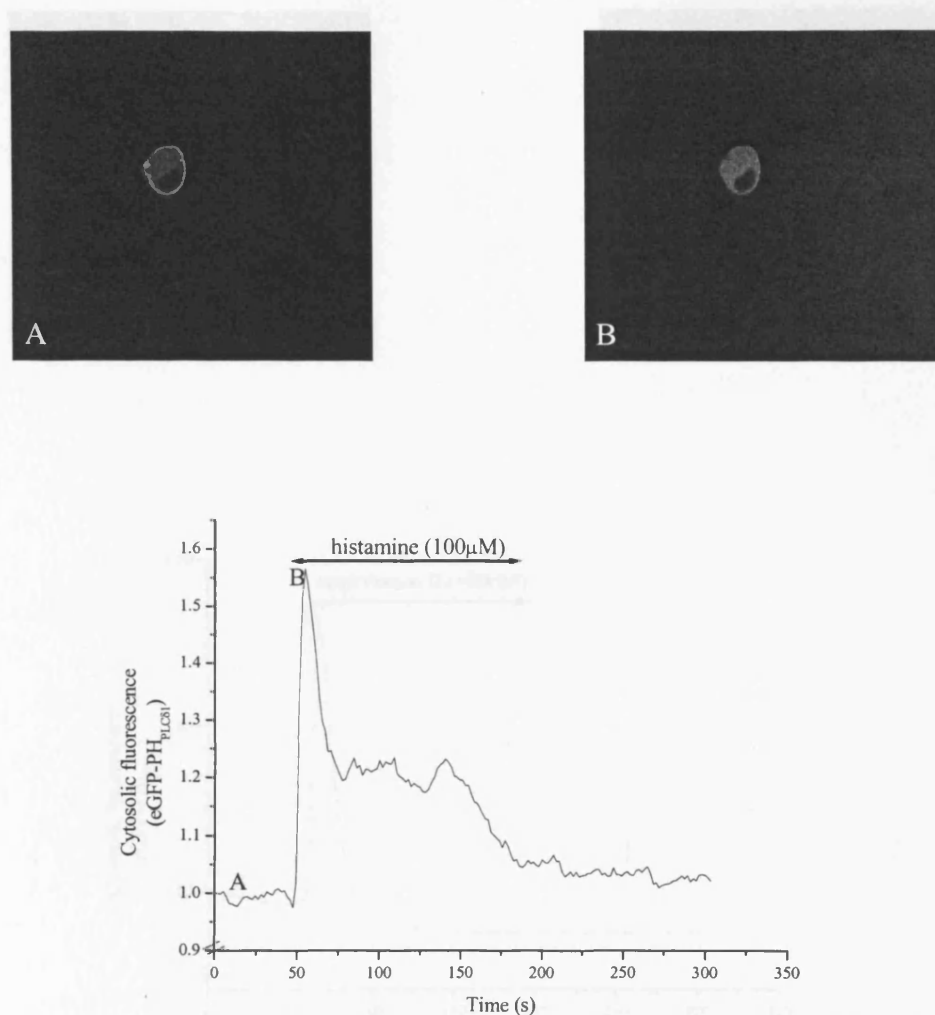 A
B
histamine (100µM)
B
A
Cytosolic fluorescence
(eGFP-PH_PLCδ1)
1.6
1.5
1.4
1.3
1.2
1.1
1.0
0.9
0 50 100 150 200 250 300 350
Time (s)